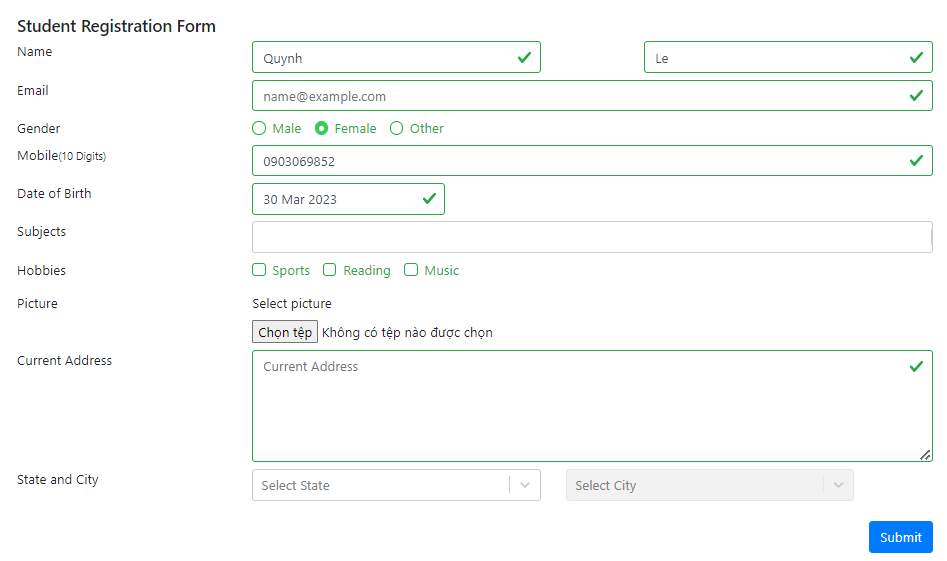 Student Registration Form
Name Quynh Le
Email name@example.com
Gender Male Female Other
Mobile(10 Digits) 0903069852
Date of Birth 30 Mar 2023
Subjects
Hobbies Sports Reading Music
Picture Select picture
Chọn tệp Không có tệp nào được chọn
Current Address Current Address
State and City Select State Select City
Submit